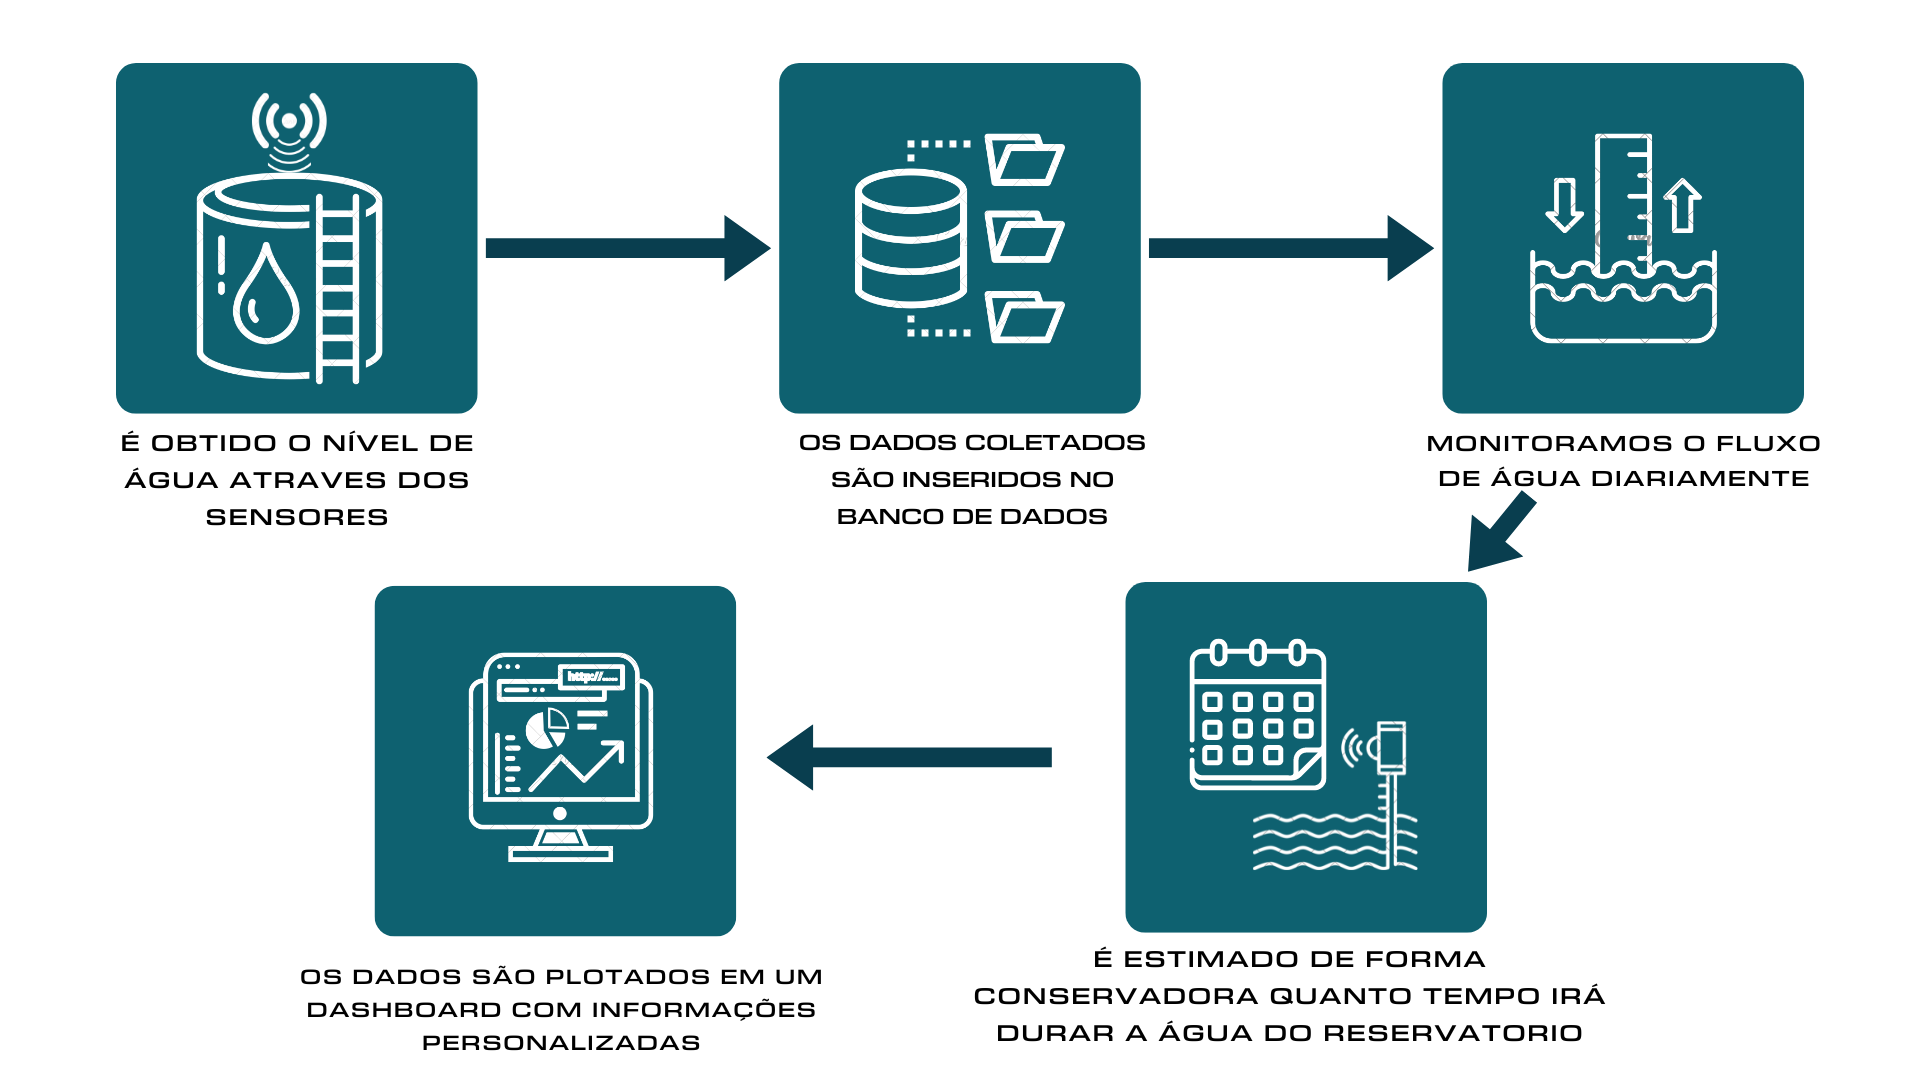 É OBTIDO O NÍVEL DE
ÁGUA ATRAVES DOS
SENSORES
OS DADOS COLETADOS
SÃO INSERIDOS NO
BANCO DE DADOS
MONITORAMOS O FLUXO
DE ÁGUA DIARIAMENTE
É ESTIMADO DE FORMA
CONSERVADORA QUANTO TEMPO IRÁ
DURAR A ÁGUA DO RESERVATORIO
http://.....
OS DADOS SÃO PLOTADOS EM UM
DASHBOARD COM INFORMAÇÕES
PERSONALIZADAS